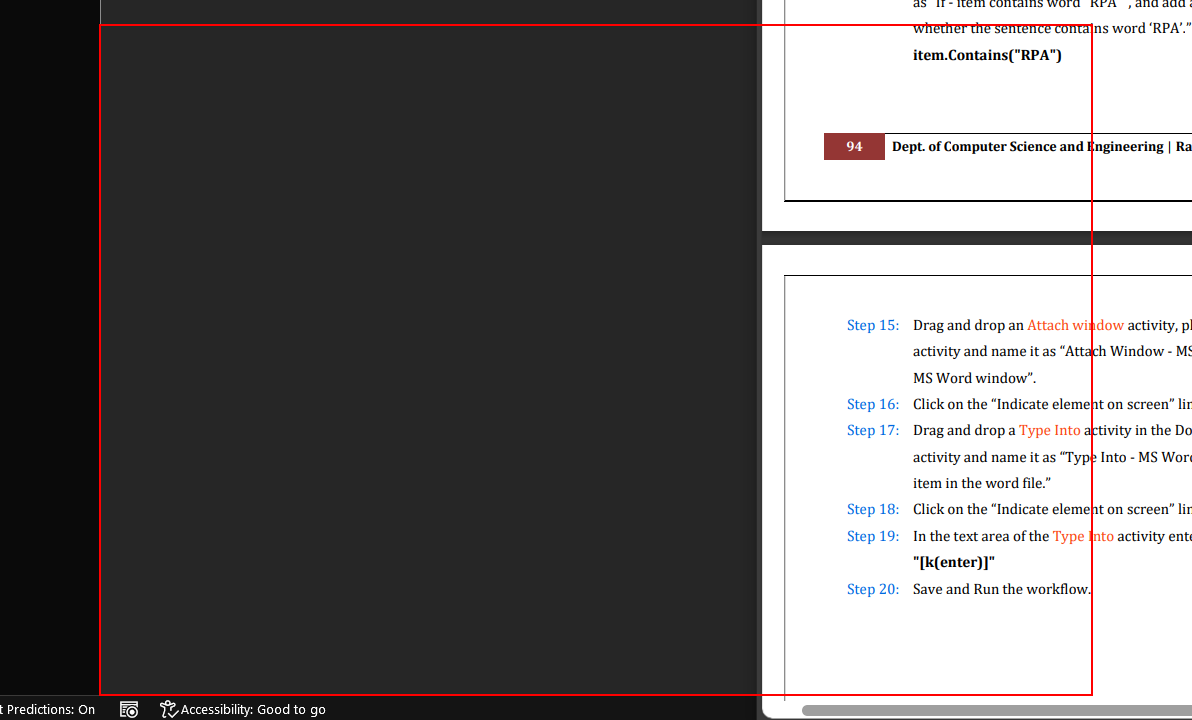 as "If - item contains word "RPA" , and add a
whether the sentence contains word ‘RPA’.”
item.Contains("RPA")
94 Dept. of Computer Science and Engineering | Ra
Step 15: Drag and drop an Attach window activity, pl
activity and name it as “Attach Window - MS
MS Word window”.
Step 16: Click on the “Indicate element on screen” lin
Step 17: Drag and drop a Type Into activity in the Do
activity and name it as “Type Into - MS Word
item in the word file.”
Step 18: Click on the “Indicate element on screen” lin
Step 19: In the text area of the Type Into activity ente
"[k(enter)]"
Step 20: Save and Run the workflow.
t Predictions: On
Accessibility: Good to go